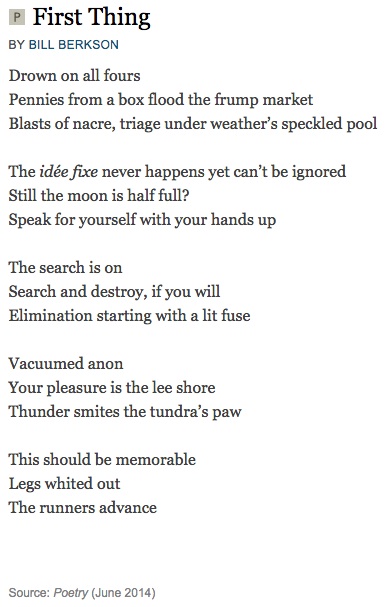 P First Thing
BY BILL BERKSON
Drown on all fours
Pennies from a box flood the frump market
Blasts of nacre, triage under weather’s speckled pool
The idée fixe never happens yet can’t be ignored
Still the moon is half full?
Speak for yourself with your hands up
The search is on
Search and destroy, if you will
Elimination starting with a lit fuse
Vacuumed anon
Your pleasure is the lee shore
Thunder smites the tundra’s paw
This should be memorable
Legs whited out
The runners advance
Source: Poetry (June 2014)